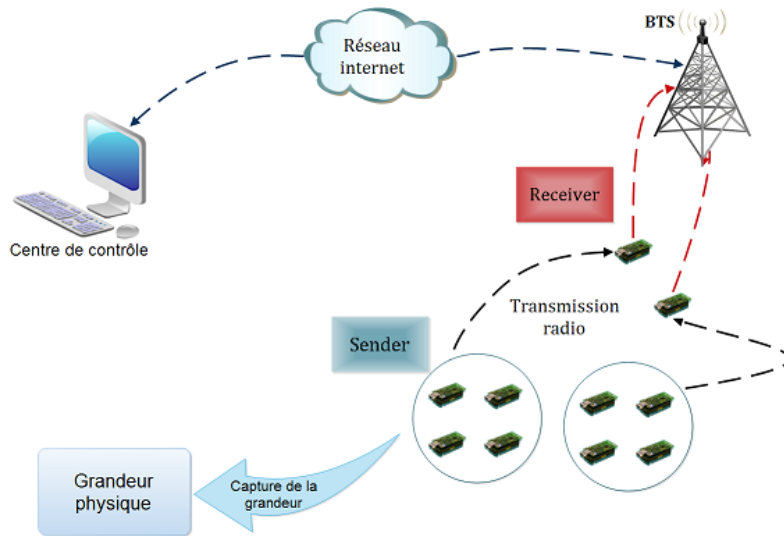 BTS
Réseau
internet
Receiver
Centre de contrôle
Transmission
radio
Sender
Grandeur
physique
Capture de la
grandeur